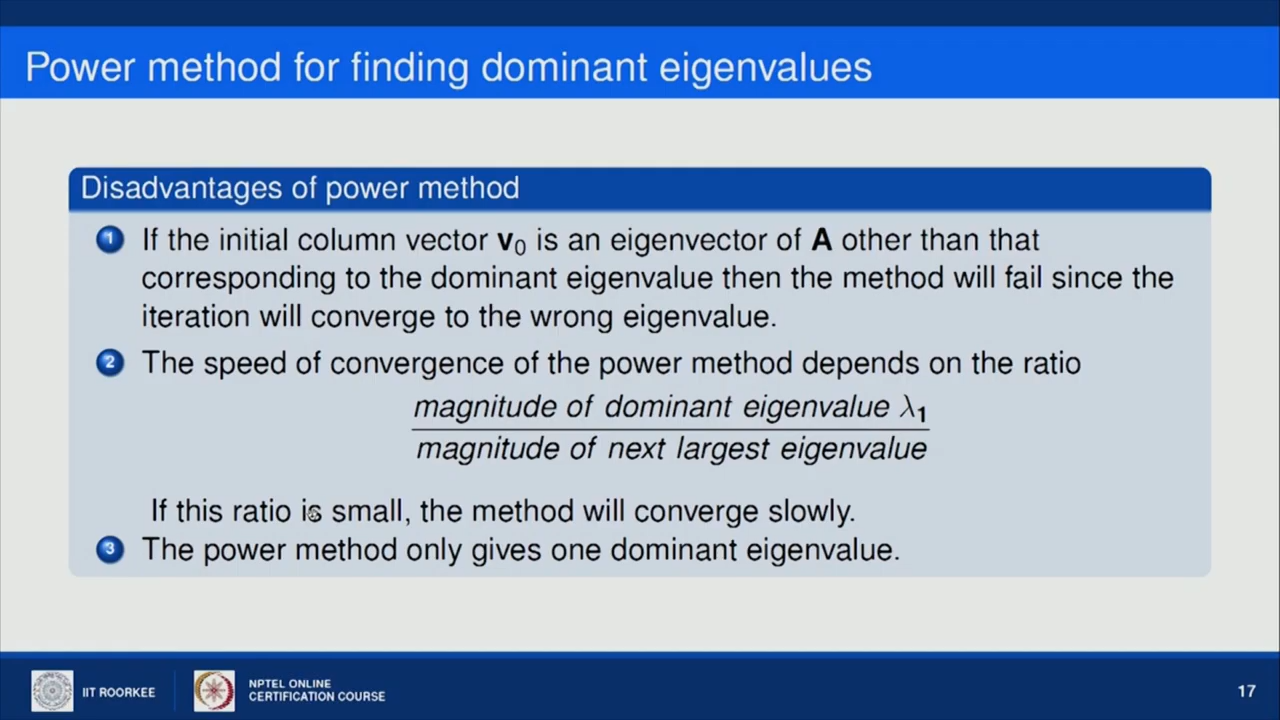 Power method for finding dominant eigenvalues
Disadvantages of power method
1 If the initial column vector v₀ is an eigenvector of A other than that
corresponding to the dominant eigenvalue then the method will fail since the
iteration will converge to the wrong eigenvalue.
2 The speed of convergence of the power method depends on the ratio
magnitude of dominant eigenvalue λ₁
magnitude of next largest eigenvalue
If this ratio is small, the method will converge slowly.
3 The power method only gives one dominant eigenvalue.
IIT ROORKEE
NPTEL ONLINE
CERTIFICATION COURSE
17